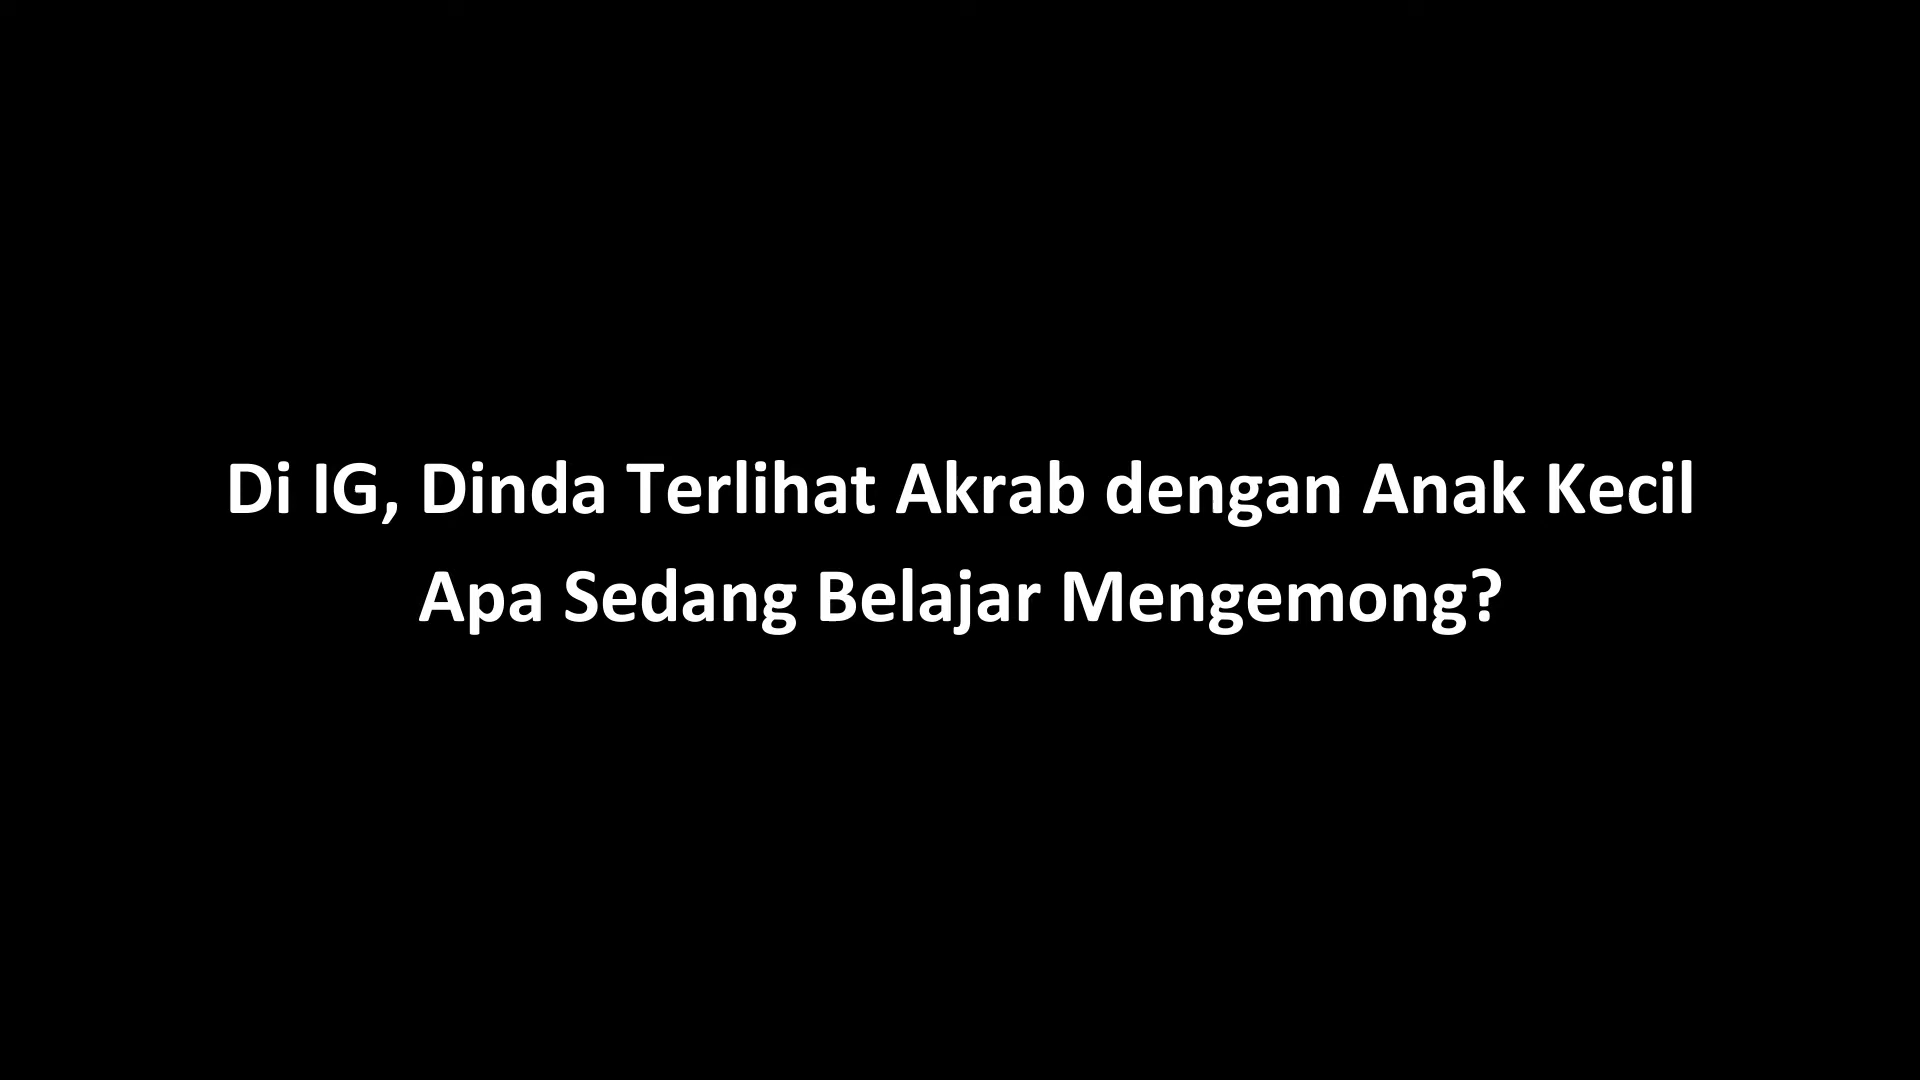 Di IG, Dinda Terlihat Akrab dengan Anak Kecil
Apa Sedang Belajar Mengemong?